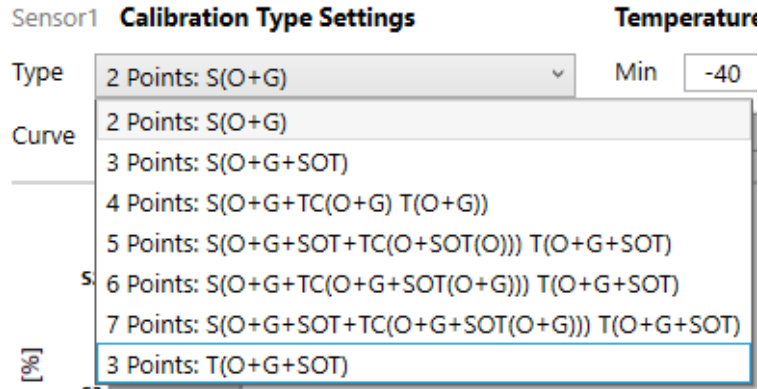 Sensor1 Calibration Type Settings Temperature
Type 2 Points: S(O+G) Min -40
2 Points: S(O+G)
Curve
3 Points: S(O+G+SOT)
4 Points: S(O+G+TC(O+G) T(O+G))
5 Points: S(O+G+SOT+TC(O+SOT(O))) T(O+G+SOT)
6 Points: S(O+G+TC(O+G+SOT(O+G))) T(O+G+SOT)
7 Points: S(O+G+SOT+TC(O+G+SOT(O+G))) T(O+G+SOT)
3 Points: T(O+G+SOT)
[%]